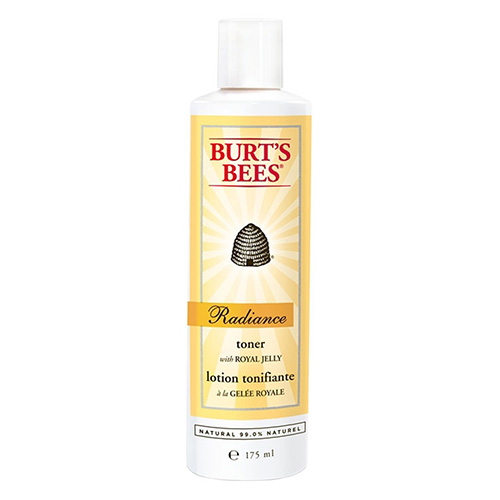 BURT'S
BEES®
Radiance
toner
with ROYAL JELLY
lotion tonifiante
à la GELÉE ROYALE
NATURAL 99.0% NATUREL
℮ 175 ml